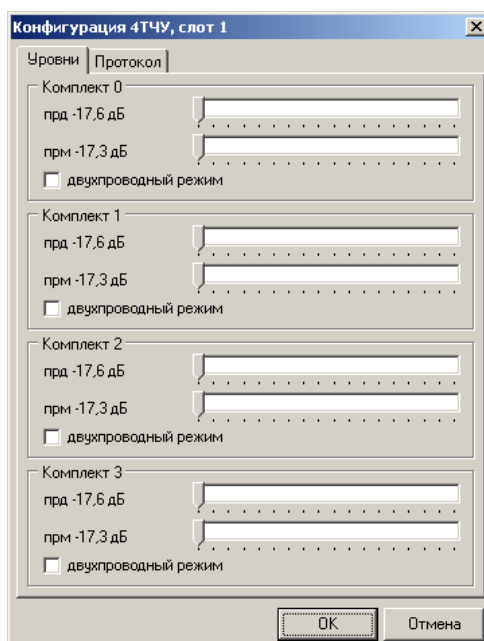 Конфигурация 4ТЧУ, слот 1
Уровни Протокол
Комплект 0
прд -17,6 дБ
прм -17,3 дБ
двухпроводный режим
Комплект 1
прд -17,6 дБ
прм -17,3 дБ
двухпроводный режим
Комплект 2
прд -17,6 дБ
прм -17,3 дБ
двухпроводный режим
Комплект 3
прд -17,6 дБ
прм -17,3 дБ
двухпроводный режим
OK Отмена